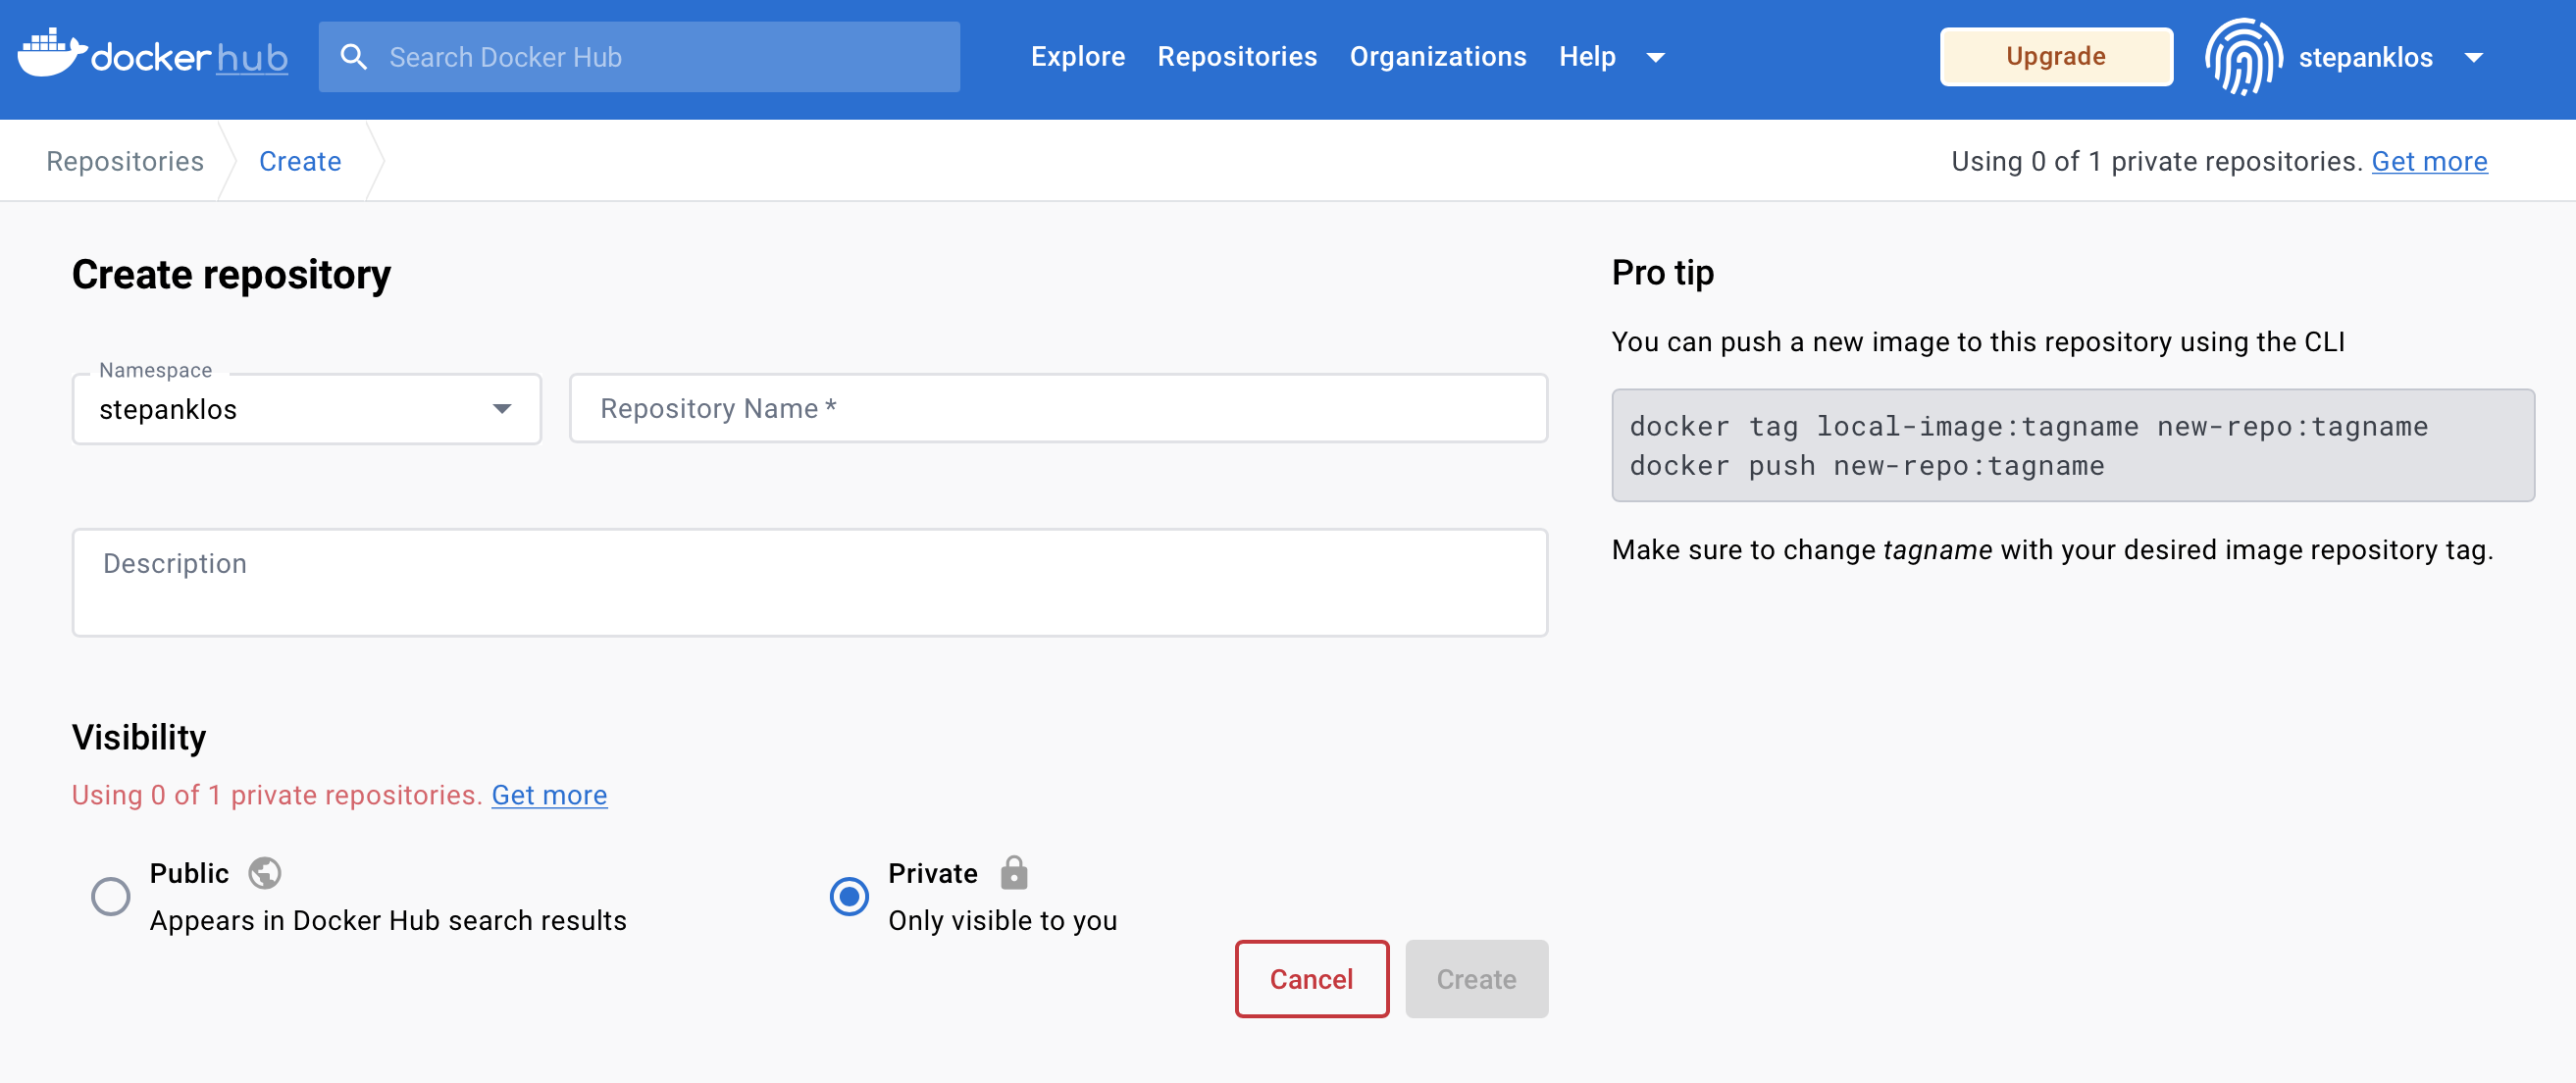 docker hub
Search Docker Hub
Explore Repositories Organizations Help
Upgrade
stepanklos
Repositories Create
Using 0 of 1 private repositories. Get more
Create repository
Namespace
stepanklos
Repository Name *
Description
Visibility
Using 0 of 1 private repositories. Get more
Public
Appears in Docker Hub search results
Private
Only visible to you
Cancel
Create
Pro tip
You can push a new image to this repository using the CLI
docker tag local-image:tagname new-repo:tagname
docker push new-repo:tagname
Make sure to change tagname with your desired image repository tag.